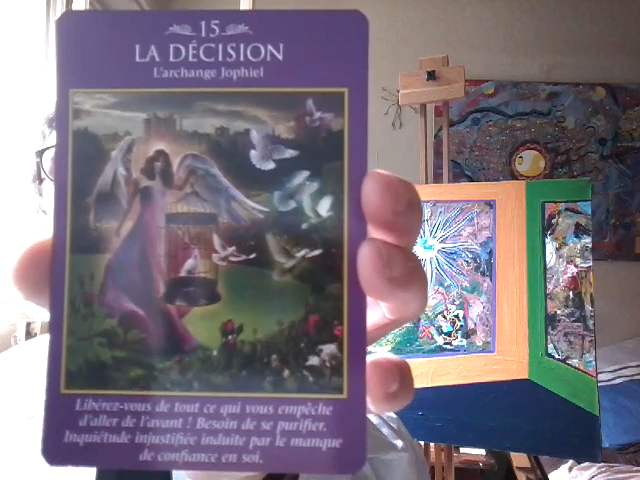 15
LA DÉCISION
L'archange Jophiel
Libérez-vous de tout ce qui vous empêche
d'aller de l'avant ! Besoin de se purifier.
Inquiétude injustifiée induite par le manque
de confiance en soi.